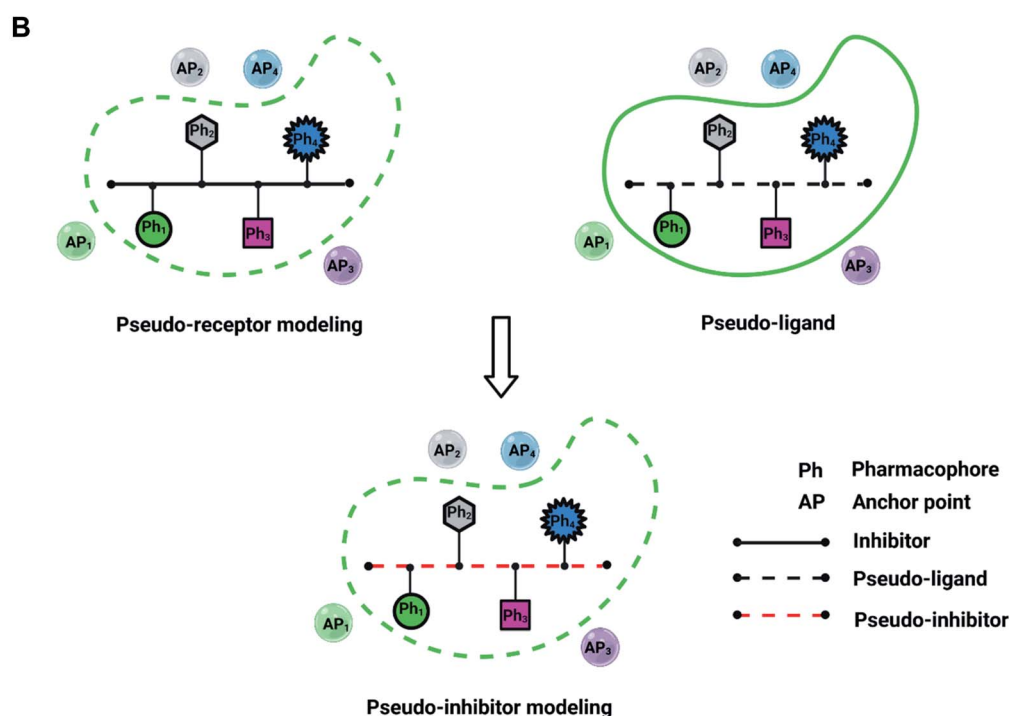 B
AP2 AP4
Ph2 Ph4
Ph1 Ph3
AP1 AP3
Pseudo-receptor modeling
AP2 AP4
Ph2 Ph4
Ph1 Ph3
AP1 AP3
Pseudo-ligand
AP2 AP4
Ph2 Ph4
Ph1 Ph3
AP1 AP3
Pseudo-inhibitor modeling
Ph Pharmacophore
AP Anchor point
Inhibitor
Pseudo-ligand
Pseudo-inhibitor